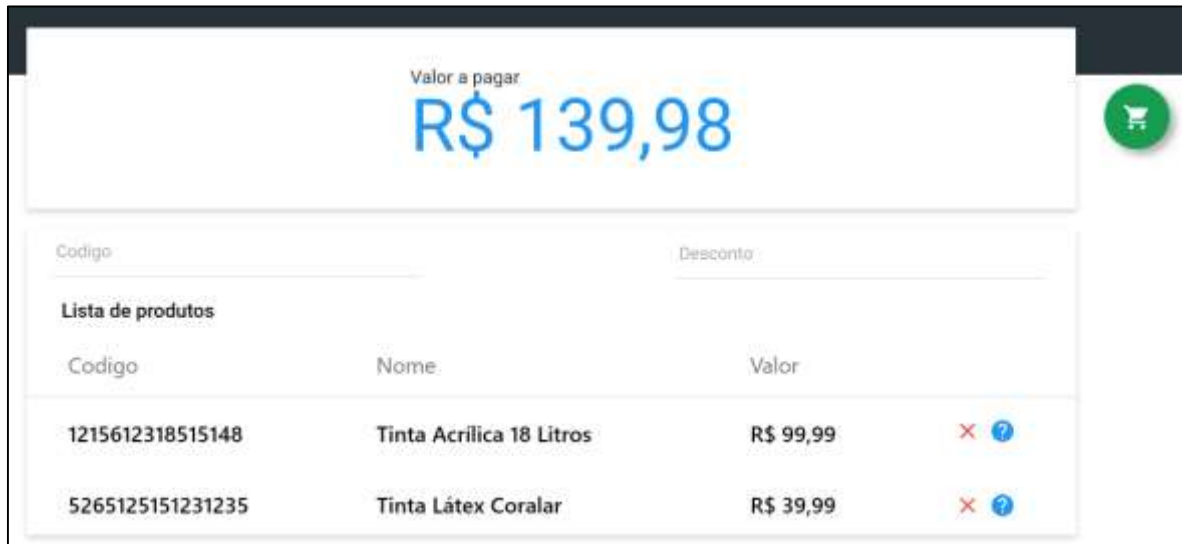 Valor a pagar
R$ 139,98
Codigo Desconto
Lista de produtos
Codigo Nome Valor
1215612318515148 Tinta Acrílica 18 Litros R$ 99,99
5265125151231235 Tinta Látex Coralar R$ 39,99